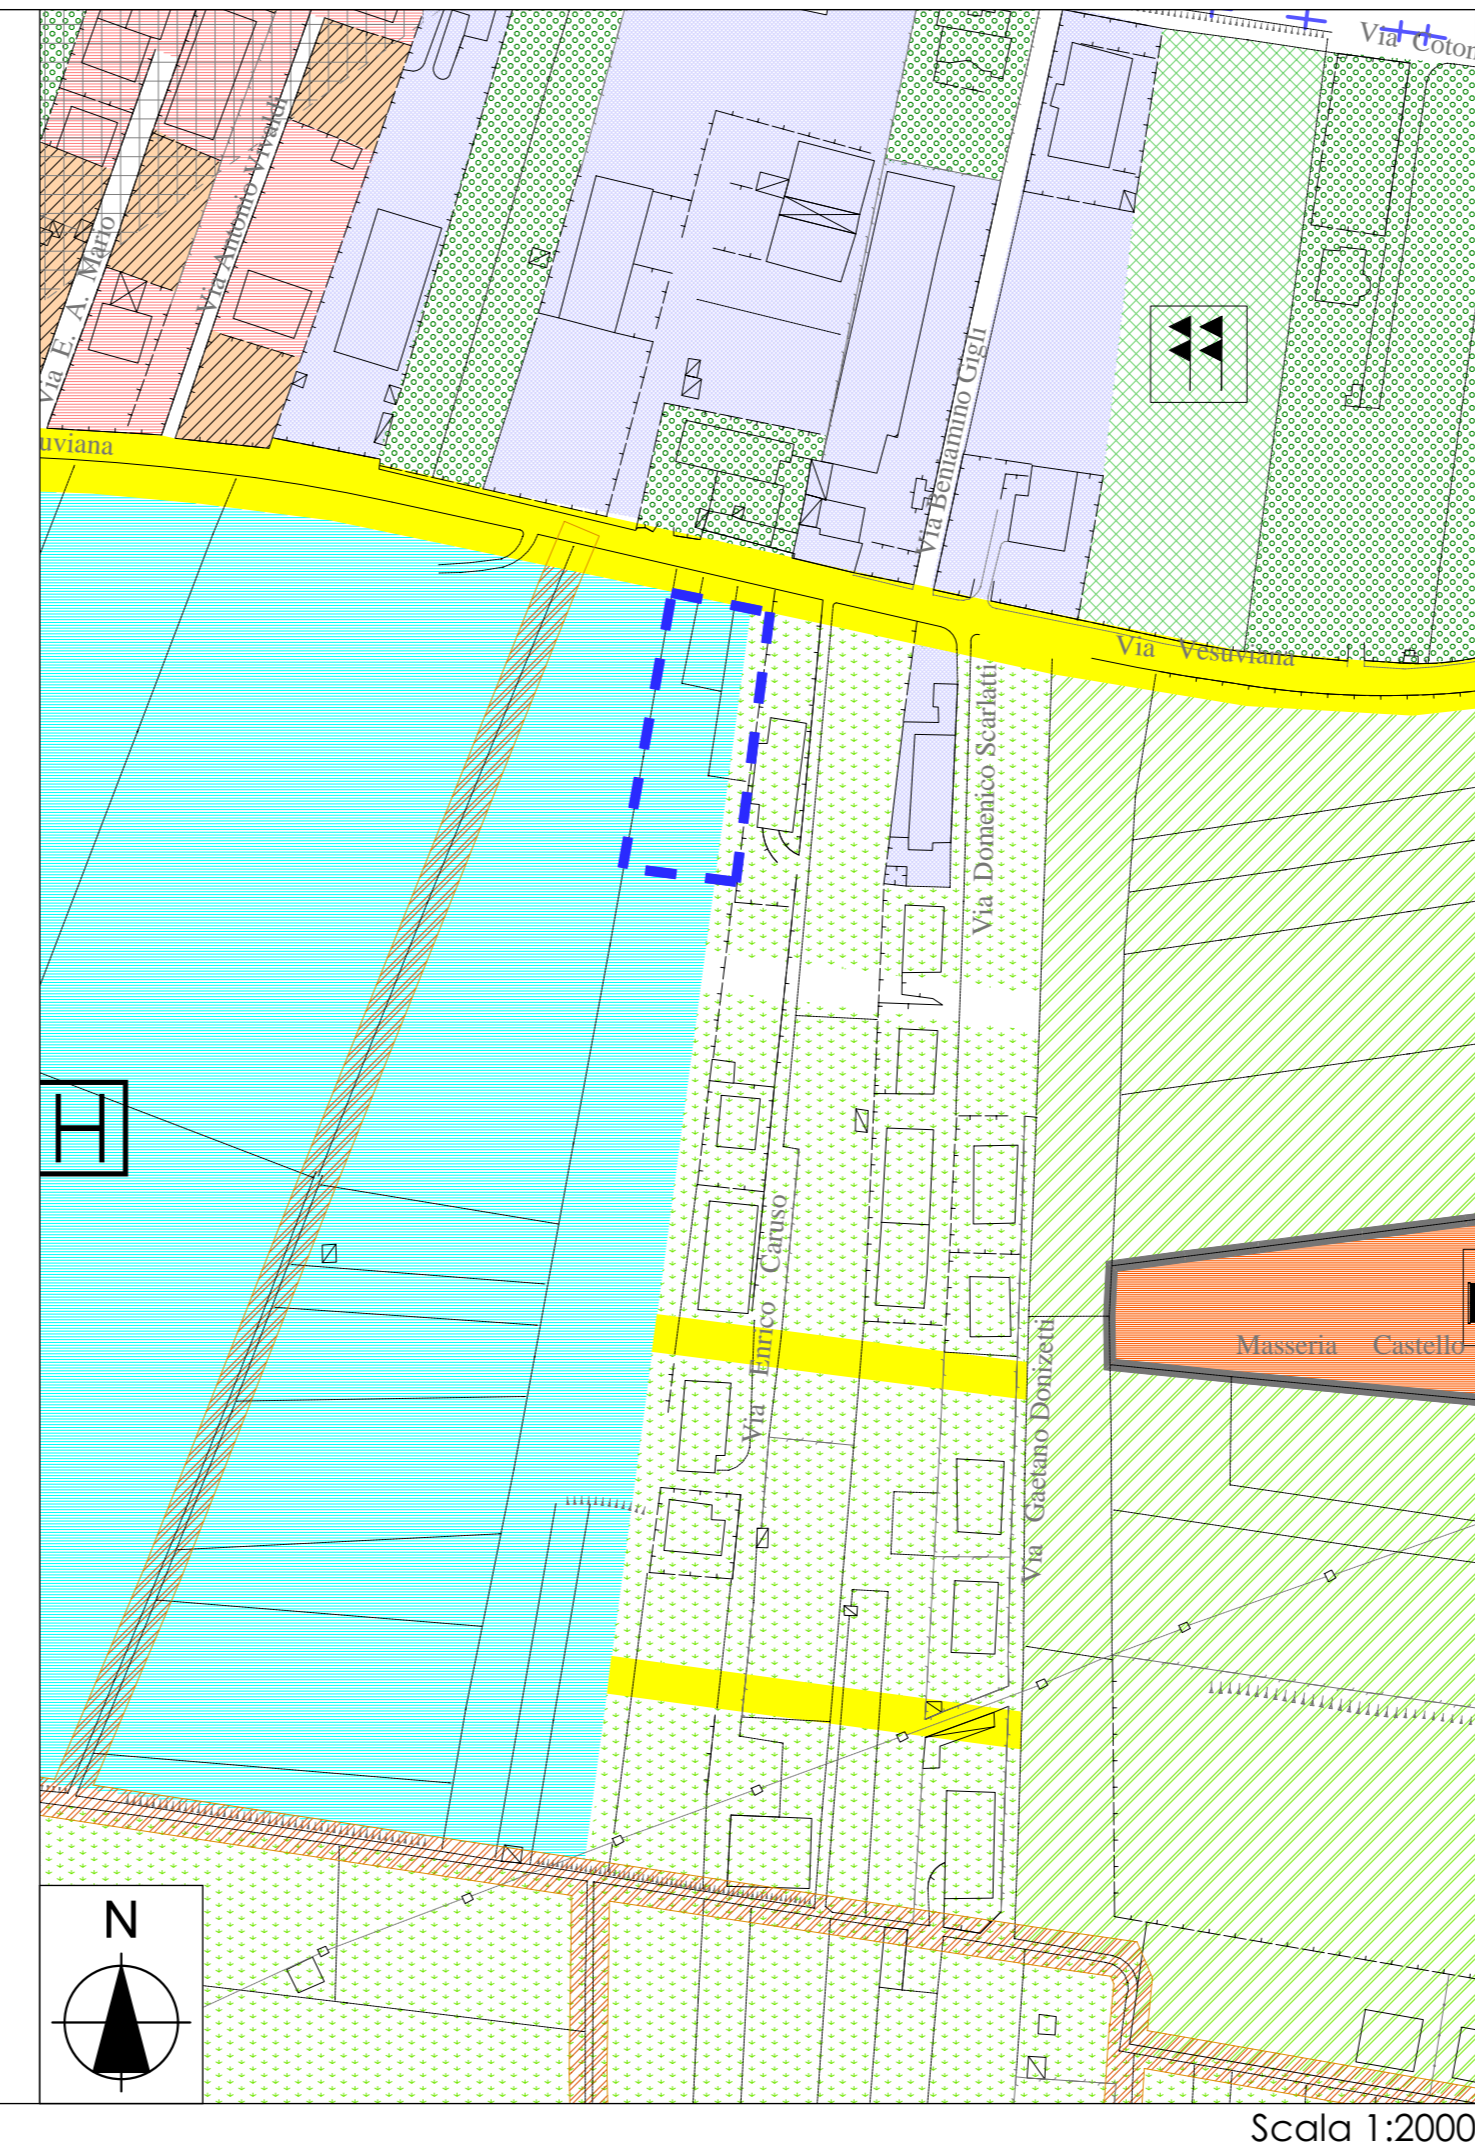 Via Coton
Via E. A. Mario
Via Antonio Vivaldi
Via Beniamino Gigli
uviana
Via Vesuviana
Via Domenico Scarlatti
H
Via Enrico Caruso
Masseria Castello
Via Gaetano Donizetti
N
Scala 1:2000